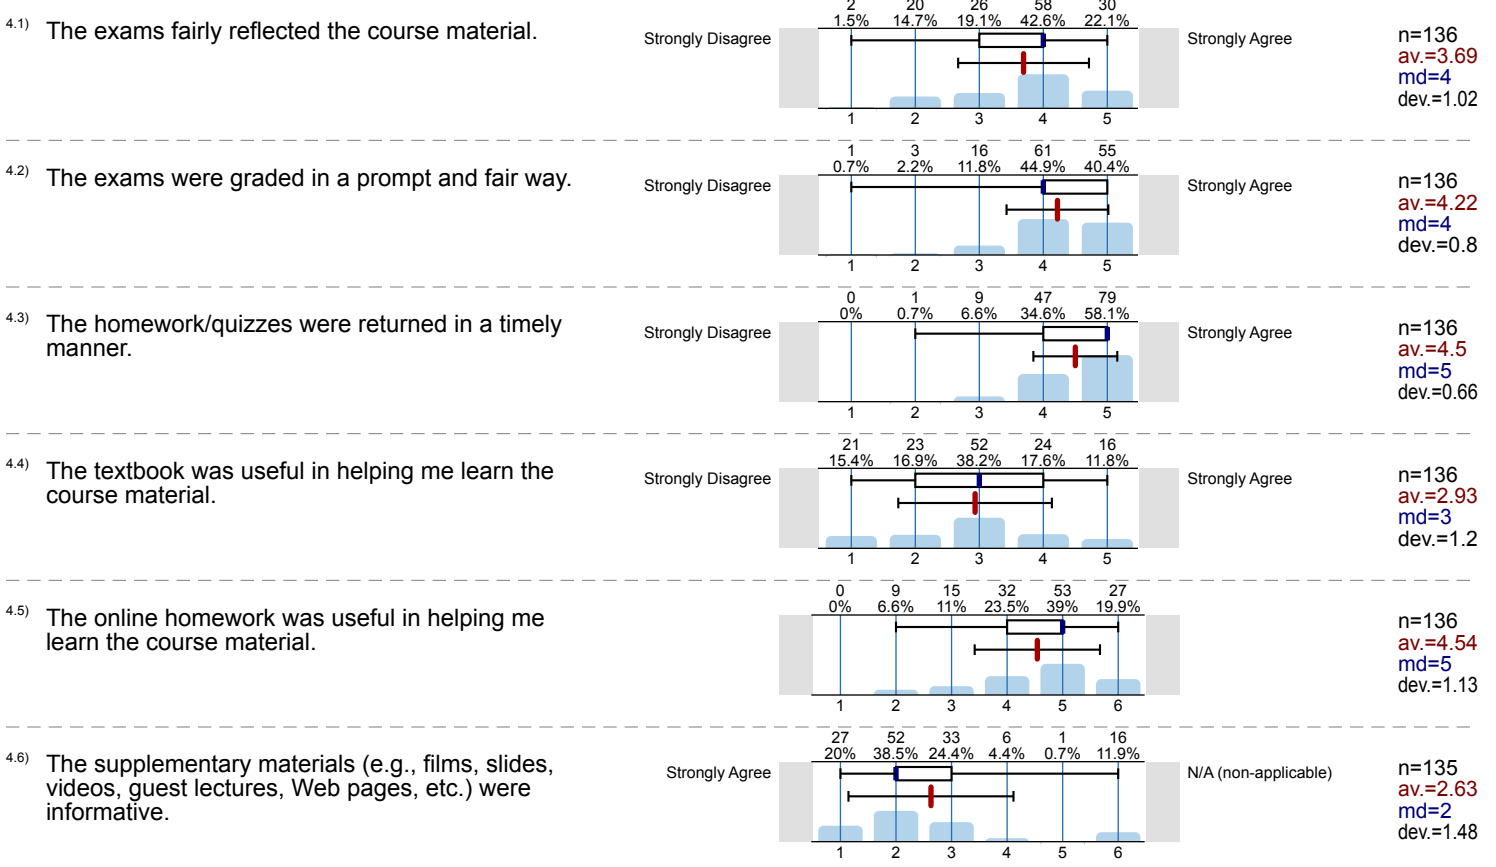 2 20 26 58 30
1.5% 14.7% 19.1% 42.6% 22.1%
4.1) The exams fairly reflected the course material.
Strongly Disagree
Strongly Agree
n=136
av.=3.69
md=4
dev.=1.02
1 2 3 4 5
1 3 16 61 55
0.7% 2.2% 11.8% 44.9% 40.4%
4.2) The exams were graded in a prompt and fair way.
Strongly Disagree
Strongly Agree
n=136
av.=4.22
md=4
dev.=0.8
1 2 3 4 5
0 1 9 47 79
0% 0.7% 6.6% 34.6% 58.1%
4.3) The homework/quizzes were returned in a timely
manner.
Strongly Disagree
Strongly Agree
n=136
av.=4.5
md=5
dev.=0.66
1 2 3 4 5
21 23 52 24 16
15.4% 16.9% 38.2% 17.6% 11.8%
4.4) The textbook was useful in helping me learn the
course material.
Strongly Disagree
Strongly Agree
n=136
av.=2.93
md=3
dev.=1.2
1 2 3 4 5
0 9 15 32 53 27
0% 6.6% 11% 23.5% 39% 19.9%
4.5) The online homework was useful in helping me
learn the course material.
n=136
av.=4.54
md=5
dev.=1.13
1 2 3 4 5 6
27 52 33 6 1 16
20% 38.5% 24.4% 4.4% 0.7% 11.9%
4.6) The supplementary materials (e.g., films, slides,
videos, guest lectures, Web pages, etc.) were
informative.
Strongly Agree
N/A (non-applicable)
n=135
av.=2.63
md=2
dev.=1.48
1 2 3 4 5 6